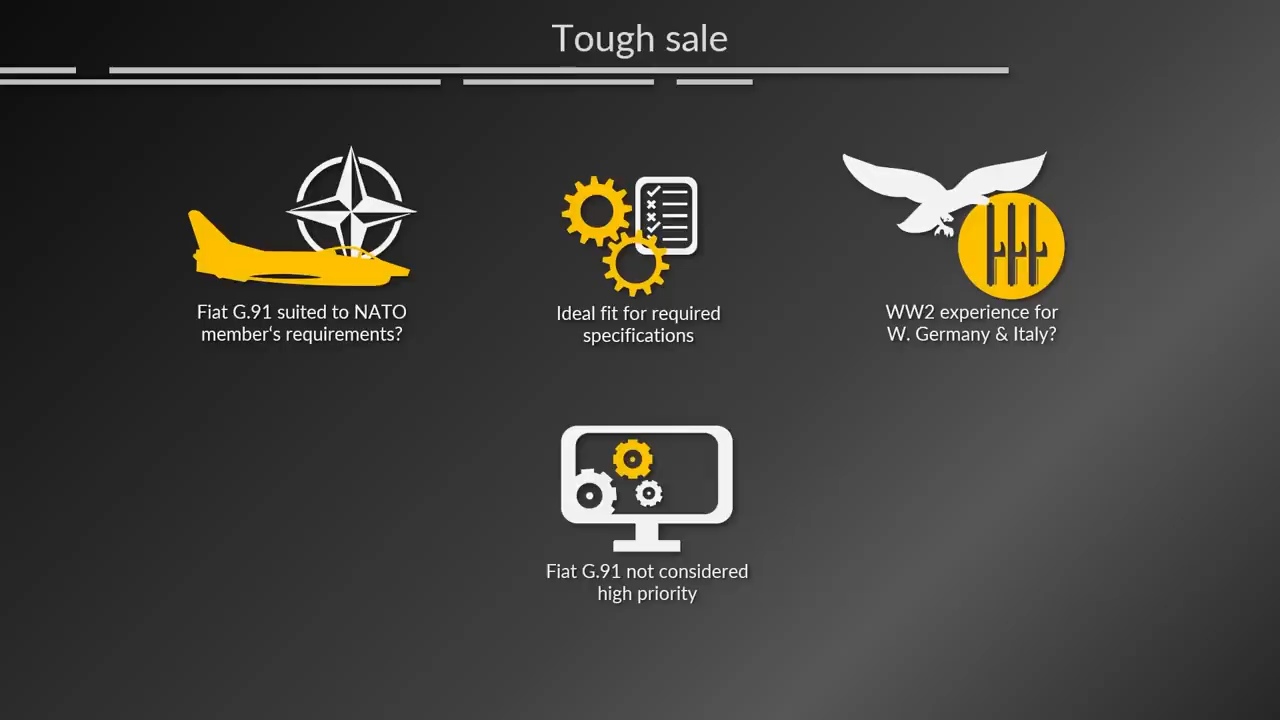 Tough sale
Fiat G.91 suited to NATO
member‘s requirements?
Ideal fit for required
specifications
WW2 experience for
W. Germany & Italy?
Fiat G.91 not considered
high priority